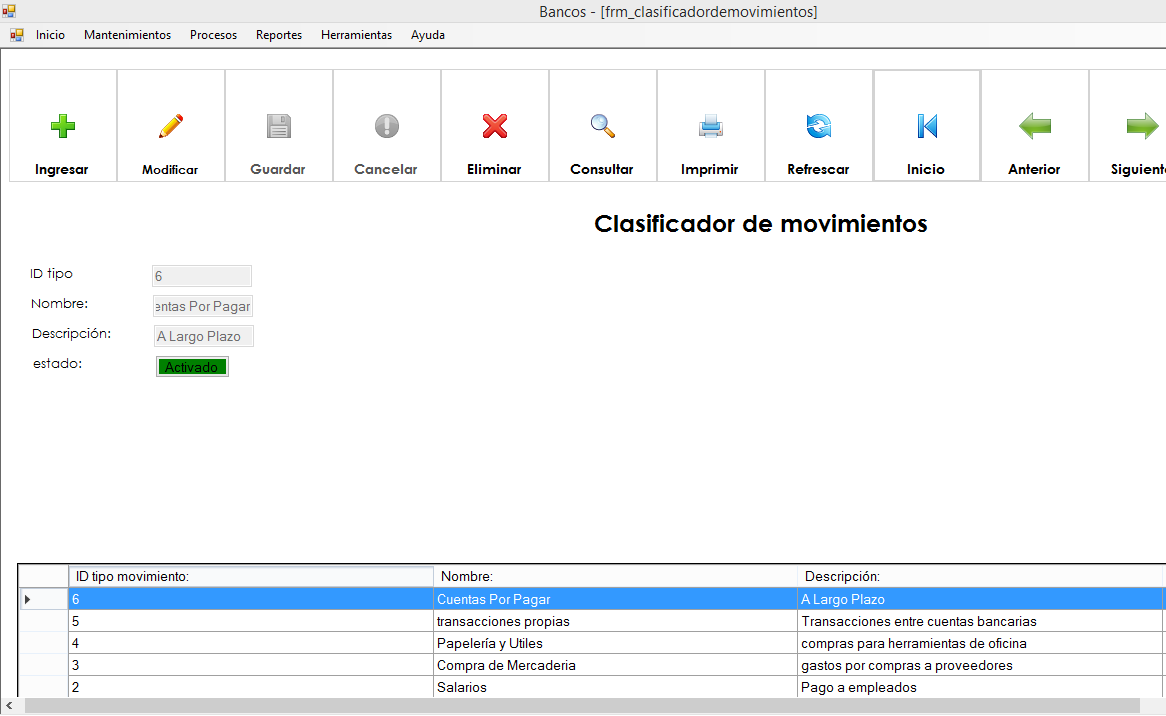 Bancos - [frm_clasificadordemovimientos]
Inicio Mantenimientos Procesos Reportes Herramientas Ayuda
Ingresar Modificar Guardar Cancelar Eliminar Consultar Imprimir Refrescar Inicio Anterior Siguient
Clasificador de movimientos
ID tipo 6
Nombre: entas Por Pagar
Descripción: A Largo Plazo
estado: Activado
ID tipo movimiento: Nombre: Descripción:
6 Cuentas Por Pagar A Largo Plazo
5 transacciones propias Transacciones entre cuentas bancarias
4 Papelería y Utiles compras para herramientas de oficina
3 Compra de Mercaderia gastos por compras a proveedores
2 Salarios Pago a empleados